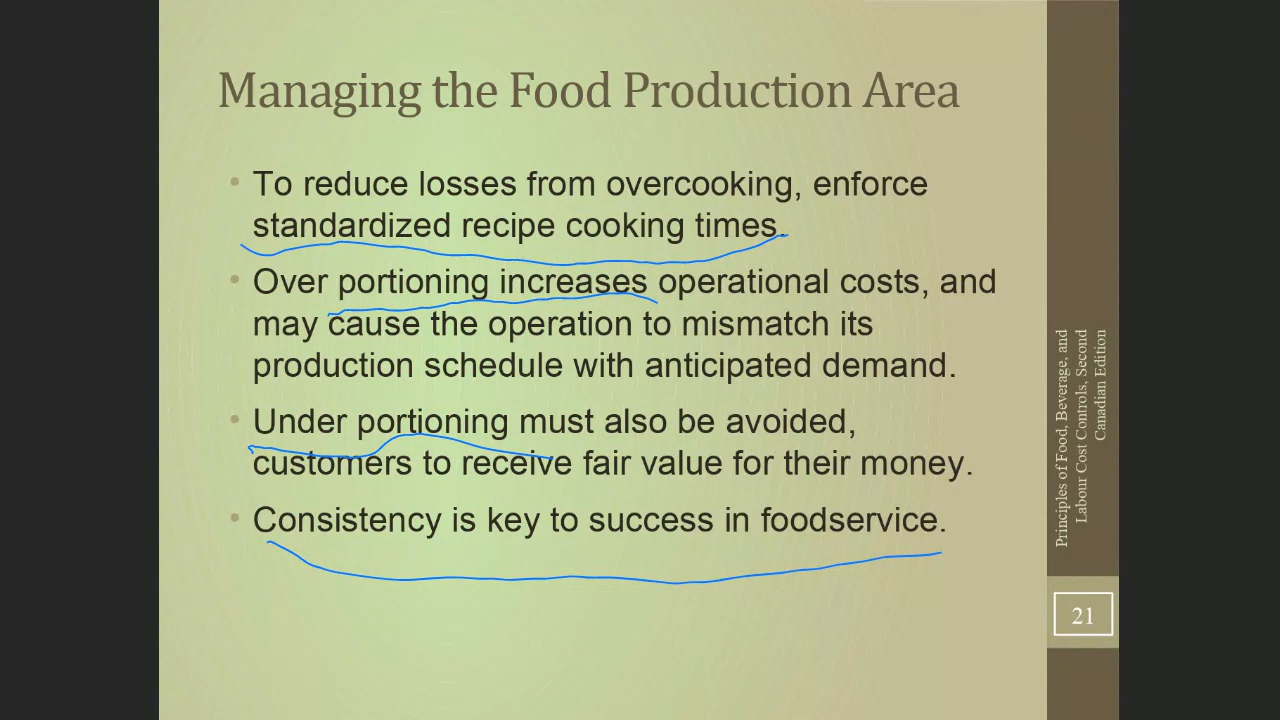 Managing the Food Production Area
• To reduce losses from overcooking, enforce
standardized recipe cooking times.
• Over portioning increases operational costs, and
may cause the operation to mismatch its
production schedule with anticipated demand.
• Under portioning must also be avoided,
customers to receive fair value for their money.
• Consistency is key to success in foodservice.
Principles of Food, Beverage, and
Labour Cost Controls, Second
Canadian Edition
21